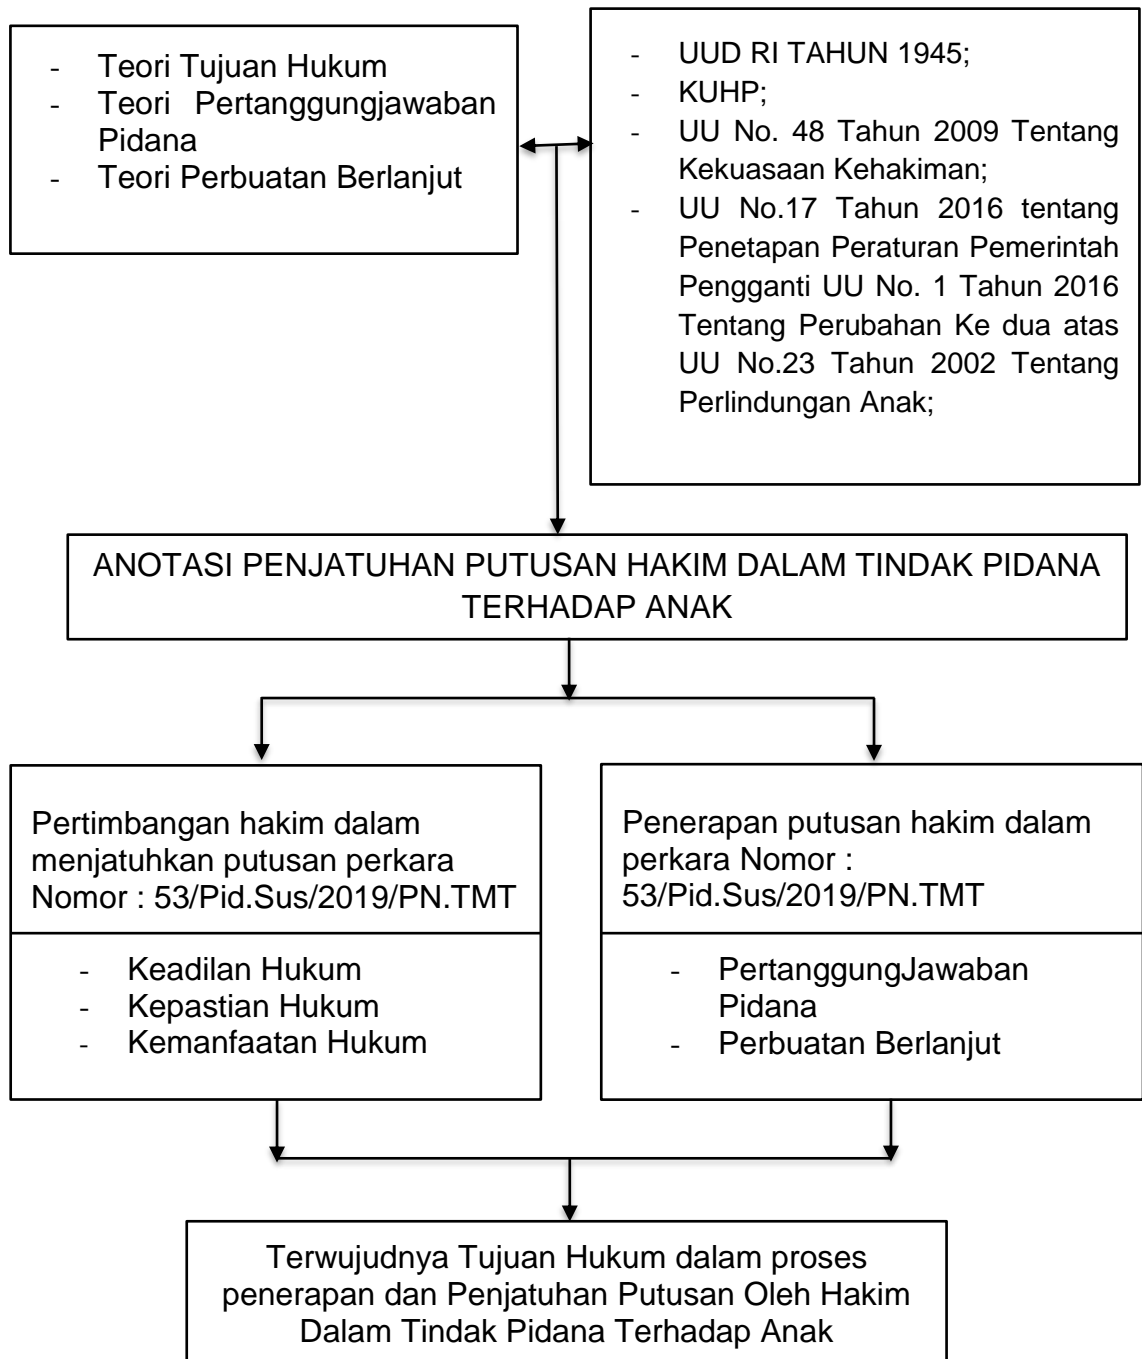 - Teori Tujuan Hukum
- Teori Pertanggungjawaban
Pidana
- Teori Perbuatan Berlanjut
- UUD RI TAHUN 1945;
- KUHP;
- UU No. 48 Tahun 2009 Tentang
Kekuasaan Kehakiman;
- UU No.17 Tahun 2016 tentang
Penetapan Peraturan Pemerintah
Pengganti UU No. 1 Tahun 2016
Tentang Perubahan Ke dua atas
UU No.23 Tahun 2002 Tentang
Perlindungan Anak;
ANOTASI PENJATUHAN PUTUSAN HAKIM DALAM TINDAK PIDANA
TERHADAP ANAK
Pertimbangan hakim dalam
menjatuhkan putusan perkara
Nomor : 53/Pid.Sus/2019/PN.TMT
- Keadilan Hukum
- Kepastian Hukum
- Kemanfaatan Hukum
Penerapan putusan hakim dalam
perkara Nomor :
53/Pid.Sus/2019/PN.TMT
- PertanggungJawaban
Pidana
- Perbuatan Berlanjut
Terwujudnya Tujuan Hukum dalam proses
penerapan dan Penjatuhan Putusan Oleh Hakim
Dalam Tindak Pidana Terhadap Anak